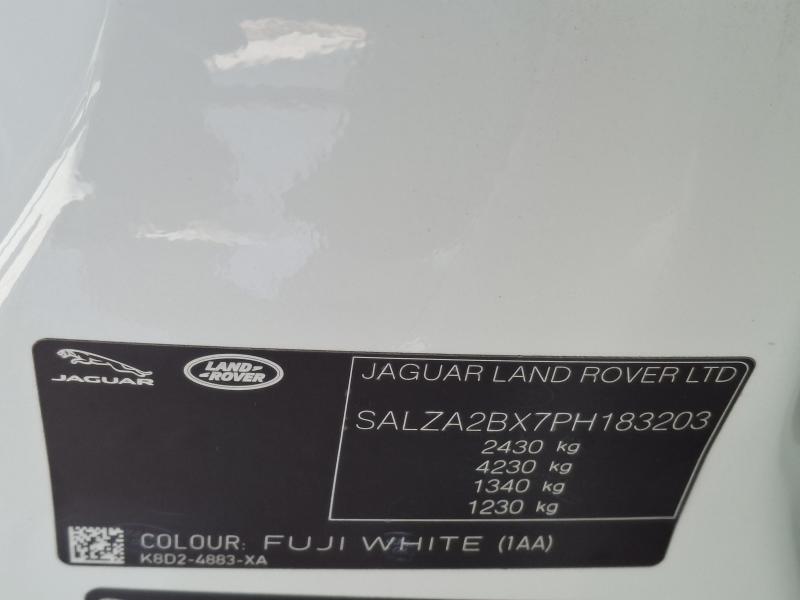 JAGUAR
LAND ROVER
JAGUAR LAND ROVER LTD
SALZA2BX7PH183203
2430 kg
4230 kg
1340 kg
1230 kg
COLOUR: FUJI WHITE (1AA)
K8D2-4883-XA